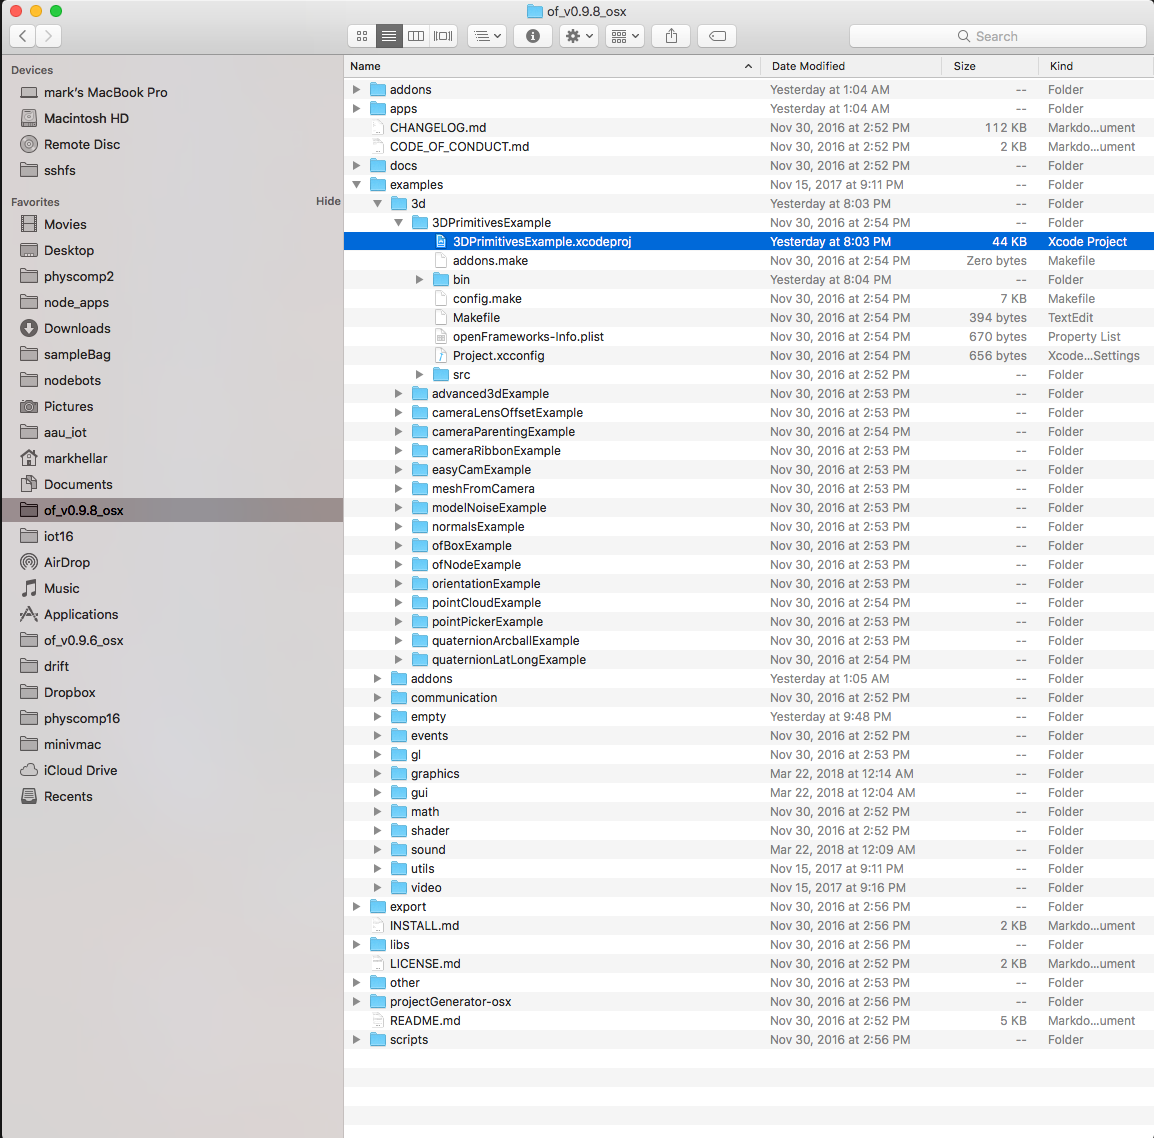 of_v0.9.8_osx
Search
Devices
mark's MacBook Pro
Macintosh HD
Remote Disc
sshfs
Favorites Hide
Movies
Desktop
physcomp2
node_apps
Downloads
sampleBag
nodebots
Pictures
aau_iot
markhellar
Documents
of_v0.9.8_osx
iot16
AirDrop
Music
Applications
of_v0.9.6_osx
drift
Dropbox
physcomp16
minivmac
iCloud Drive
Recents
Name Date Modified Size Kind
addons Yesterday at 1:04 AM -- Folder
apps Yesterday at 1:04 AM -- Folder
CHANGELOG.md Nov 30, 2016 at 2:52 PM 112 KB Markdo...ument
CODE_OF_CONDUCT.md Nov 30, 2016 at 2:52 PM 2 KB Markdo...ument
docs Nov 30, 2016 at 2:52 PM -- Folder
examples Nov 15, 2017 at 9:11 PM -- Folder
3d Yesterday at 8:03 PM -- Folder
3DPrimitivesExample Nov 30, 2016 at 2:54 PM -- Folder
3DPrimitivesExample.xcodeproj Yesterday at 8:03 PM 44 KB Xcode Project
addons.make Nov 30, 2016 at 2:54 PM Zero bytes Makefile
bin Yesterday at 8:04 PM -- Folder
config.make Nov 30, 2016 at 2:54 PM 7 KB Makefile
Makefile Nov 30, 2016 at 2:54 PM 394 bytes TextEdit
openFrameworks-Info.plist Nov 30, 2016 at 2:54 PM 670 bytes Property List
Project.xcconfig Nov 30, 2016 at 2:54 PM 656 bytes Xcode...Settings
src Nov 30, 2016 at 2:52 PM -- Folder
advanced3dExample Nov 30, 2016 at 2:53 PM -- Folder
cameraLensOffsetExample Nov 30, 2016 at 2:53 PM -- Folder
cameraParentingExample Nov 30, 2016 at 2:54 PM -- Folder
cameraRibbonExample Nov 30, 2016 at 2:53 PM -- Folder
easyCamExample Nov 30, 2016 at 2:53 PM -- Folder
meshFromCamera Nov 30, 2016 at 2:53 PM -- Folder
modelNoiseExample Nov 30, 2016 at 2:53 PM -- Folder
normalsExample Nov 30, 2016 at 2:53 PM -- Folder
ofBoxExample Nov 30, 2016 at 2:53 PM -- Folder
ofNodeExample Nov 30, 2016 at 2:53 PM -- Folder
orientationExample Nov 30, 2016 at 2:53 PM -- Folder
pointCloudExample Nov 30, 2016 at 2:54 PM -- Folder
pointPickerExample Nov 30, 2016 at 2:53 PM -- Folder
quaternionArcballExample Nov 30, 2016 at 2:53 PM -- Folder
quaternionLatLongExample Nov 30, 2016 at 2:54 PM -- Folder
addons Yesterday at 1:05 AM -- Folder
communication Nov 30, 2016 at 2:52 PM -- Folder
empty Yesterday at 9:48 PM -- Folder
events Nov 30, 2016 at 2:52 PM -- Folder
gl Nov 30, 2016 at 2:53 PM -- Folder
graphics Mar 22, 2018 at 12:14 AM -- Folder
gui Mar 22, 2018 at 12:04 AM -- Folder
math Nov 30, 2016 at 2:52 PM -- Folder
shader Nov 30, 2016 at 2:52 PM -- Folder
sound Mar 22, 2018 at 12:09 AM -- Folder
utils Nov 15, 2017 at 9:11 PM -- Folder
video Nov 15, 2017 at 9:16 PM -- Folder
export Nov 30, 2016 at 2:56 PM -- Folder
INSTALL.md Nov 30, 2016 at 2:56 PM 2 KB Markdo...ument
libs Nov 30, 2016 at 2:56 PM -- Folder
LICENSE.md Nov 30, 2016 at 2:52 PM 2 KB Markdo...ument
other Nov 30, 2016 at 2:53 PM -- Folder
projectGenerator-osx Nov 30, 2016 at 2:56 PM -- Folder
README.md Nov 30, 2016 at 2:52 PM 5 KB Markdo...ument
scripts Nov 30, 2016 at 2:56 PM -- Folder